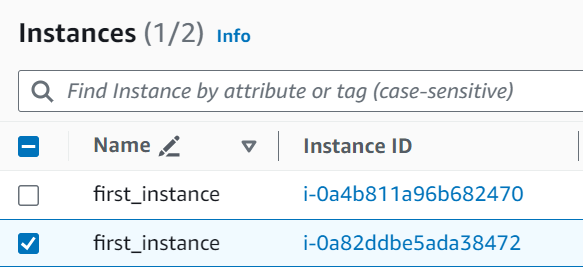 Instances (1/2) Info
Find Instance by attribute or tag (case-sensitive)
Name Instance ID
first_instance i-0a4b811a96b682470
first_instance i-0a82ddbe5ada38472